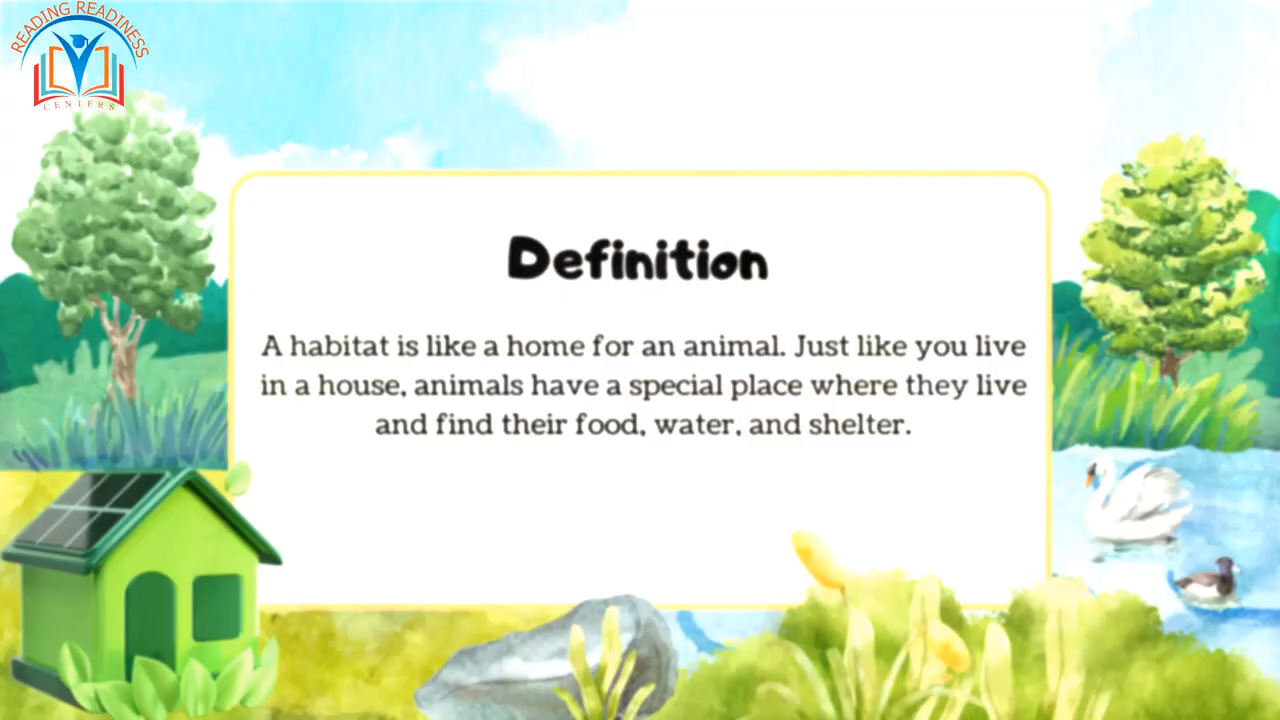 READING READINESS
CENTERS
Definition
A habitat is like a home for an animal. Just like you live
in a house, animals have a special place where they live
and find their food, water, and shelter.